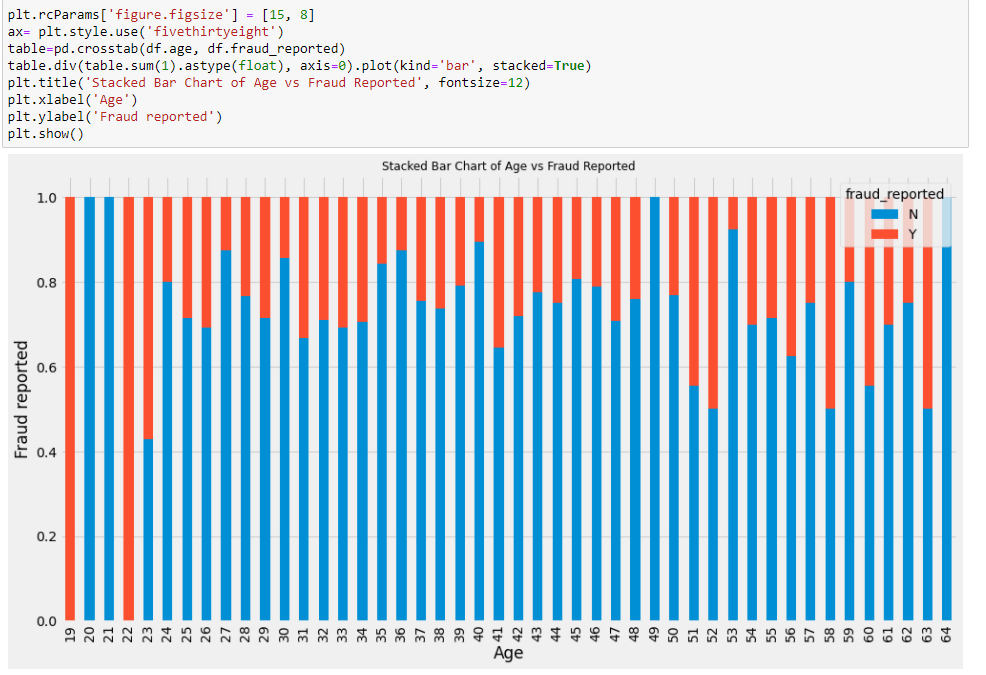 plt.rcParams['figure.figsize'] = [15, 8]
ax= plt.style.use('fivethirtyeight')
table=pd.crosstab(df.age, df.fraud_reported)
table.div(table.sum(1).astype(float), axis=0).plot(kind='bar', stacked=True)
plt.title('Stacked Bar Chart of Age vs Fraud Reported', fontsize=12)
plt.xlabel('Age')
plt.ylabel('Fraud reported')
plt.show()
Stacked Bar Chart of Age vs Fraud Reported
fraud_reported
N
Y
1.0
0.8
0.6
0.4
0.2
0.0
Fraud reported
19 20 21 22 23 24 25 26 27 28 29 30 31 32 33 34 35 36 37 38 39 40 41 42 43 44 45 46 47 48 49 50 51 52 53 54 55 56 57 58 59 60 61 62 63 64
Age